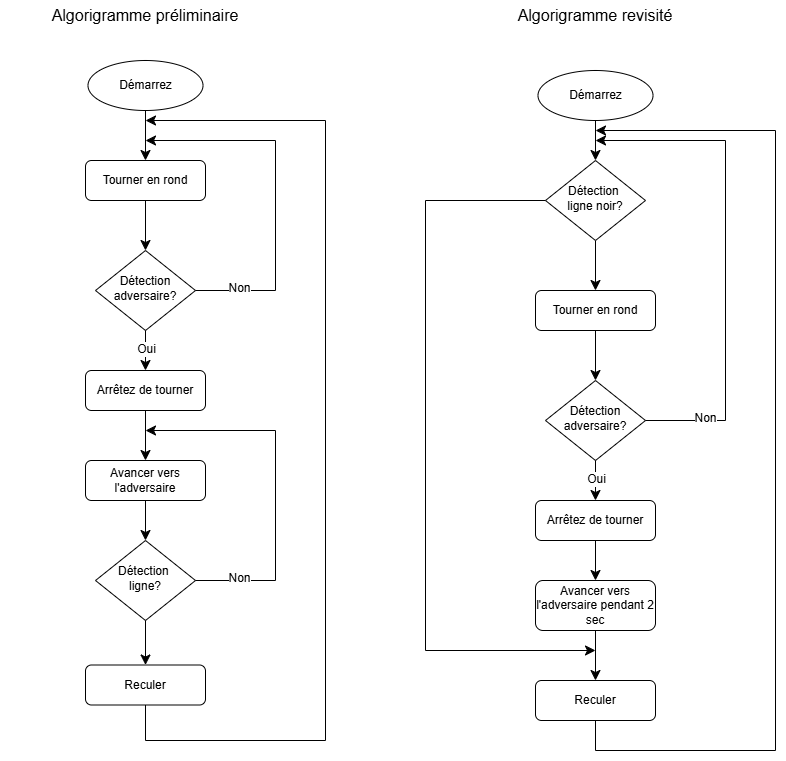 Algorigramme préliminaire
Démarrez
Tourner en rond
Détection
adversaire?
Non
Oui
Arrêtez de tourner
Avancer vers
l'adversaire
Détection
ligne?
Non
Reculer
Algorigramme revisité
Démarrez
Détection
ligne noir?
Tourner en rond
Détection
adversaire?
Non
Oui
Arrêtez de tourner
Avancer vers
l'adversaire pendant 2
sec
Reculer